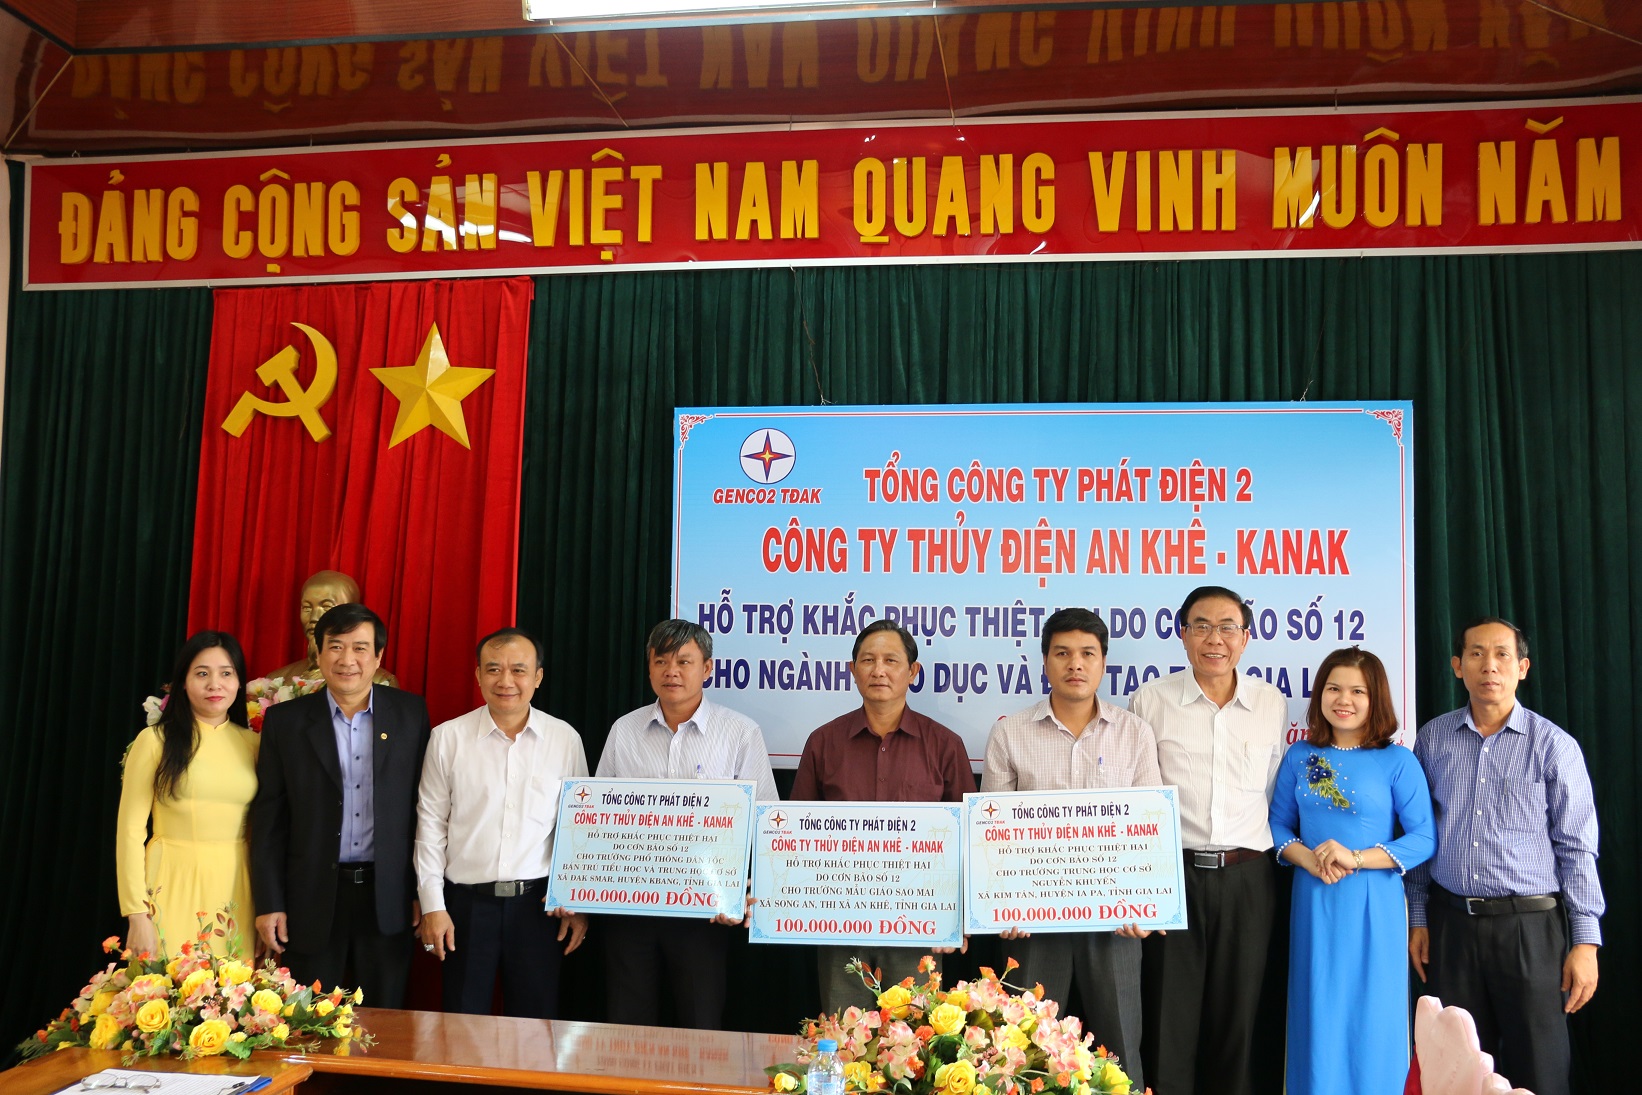 ĐẢNG CỘNG SẢN VIỆT NAM QUANG VINH MUÔN NĂM
GENCO2 TĐAK
TỔNG CÔNG TY PHÁT ĐIỆN 2
CÔNG TY THỦY ĐIỆN AN KHÊ - KANAK
HỖ TRỢ KHẮC PHỤC THIỆT DO BÃO SỐ 12
CHO NGÀNH DỤC VÀ TẠO GIA
GENCO2 TĐAK
TỔNG CÔNG TY PHÁT ĐIỆN 2
CÔNG TY THỦY ĐIỆN AN KHÊ - KANAK
HỖ TRỢ KHẮC PHỤC THIỆT HẠI
DO CƠN BÃO SỐ 12
CHO TRƯỜNG PHỔ THÔNG DÂN TỘC
BÁN TRÚ TIỂU HỌC VÀ TRUNG HỌC CƠ SỞ
XÃ ĐAK SMAR, HUYỆN KBANG, TỈNH GIA LAI
100.000.000 ĐỒNG
GENCO2 TĐAK
TỔNG CÔNG TY PHÁT ĐIỆN 2
CÔNG TY THỦY ĐIỆN AN KHÊ - KANAK
HỖ TRỢ KHẮC PHỤC THIỆT HẠI
DO CƠN BÃO SỐ 12
CHO TRƯỜNG MẪU GIÁO SAO MAI
XÃ SONG AN, THỊ XÃ AN KHÊ, TỈNH GIA LAI
100.000.000 ĐỒNG
GENCO2 TĐAK
TỔNG CÔNG TY PHÁT ĐIỆN 2
CÔNG TY THỦY ĐIỆN AN KHÊ - KANAK
HỖ TRỢ KHẮC PHỤC THIỆT HẠI
DO CƠN BÃO SỐ 12
CHO TRƯỜNG TRUNG HỌC CƠ SỞ
NGUYỄN KHUYẾN
XÃ KIM TÂN, HUYỆN IA PA, TỈNH GIA LAI
100.000.000 ĐỒNG